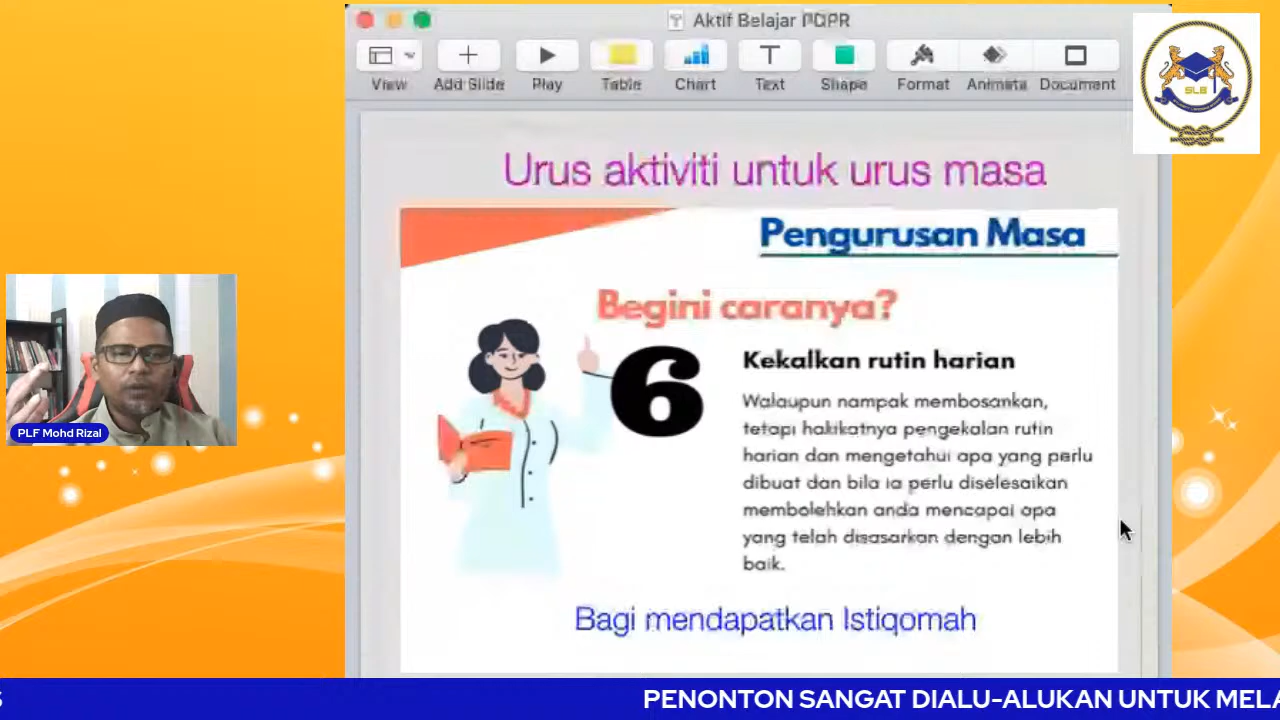 Aktif Belajar PDPR
View
Add Slide
Play
Table
Chart
Text
Shape
Format
Animate
Document
SLB
Urus aktiviti untuk urus masa
Pengurusan Masa
Begini caranya?
6
Kekalkan rutin harian
Walaupun nampak membosankan,
tetapi hakikatnya pengekalan rutin
harian dan mengetahui apa yang perlu
dibuat dan bila ia perlu diselesaikan
membolehkan anda mencapai apa
yang telah disasarkan dengan lebih
baik.
Bagi mendapatkan Istiqomah
PLF Mohd Rizal
S
PENONTON SANGAT DIALU-ALUKAN UNTUK MELA